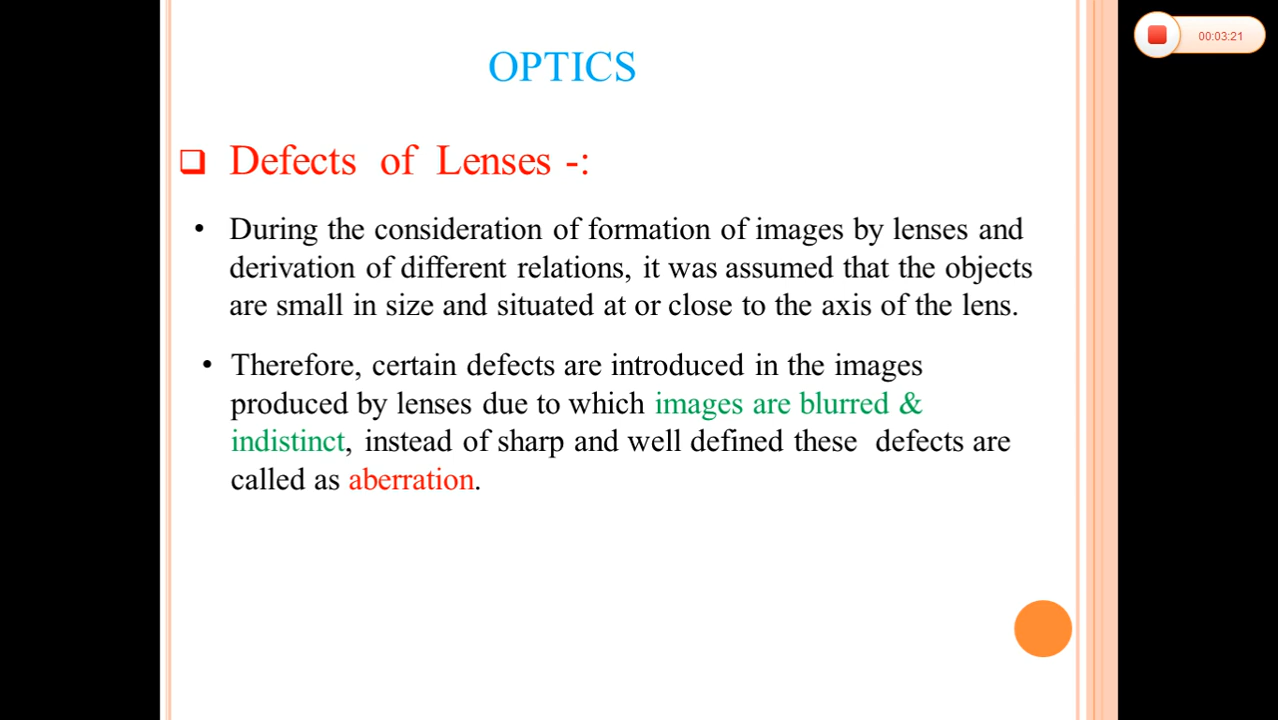 00:03:21
OPTICS
❑ Defects of Lenses -:
• During the consideration of formation of images by lenses and
derivation of different relations, it was assumed that the objects
are small in size and situated at or close to the axis of the lens.
• Therefore, certain defects are introduced in the images
produced by lenses due to which images are blurred &
indistinct, instead of sharp and well defined these defects are
called as aberration.